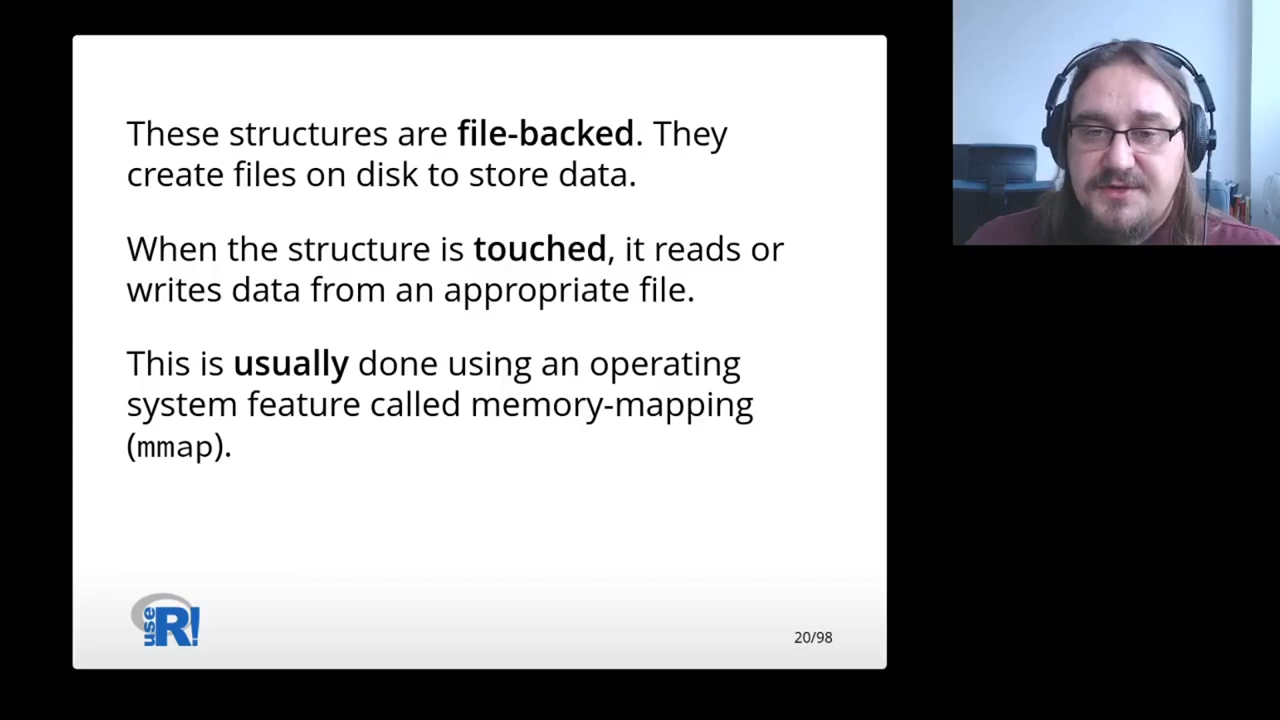 These structures are file-backed. They
create files on disk to store data.
When the structure is touched, it reads or
writes data from an appropriate file.
This is usually done using an operating
system feature called memory-mapping
(mmap).
use R!
20/98